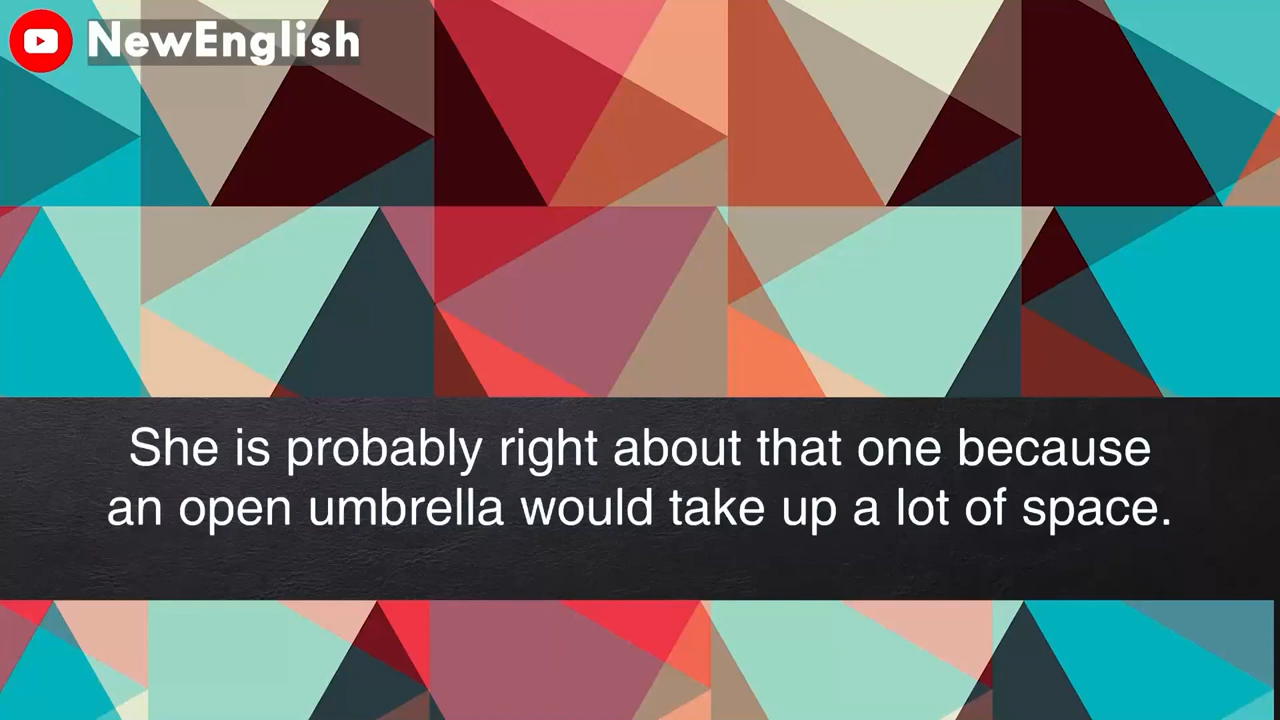 NewEnglish
She is probably right about that one because
an open umbrella would take up a lot of space.